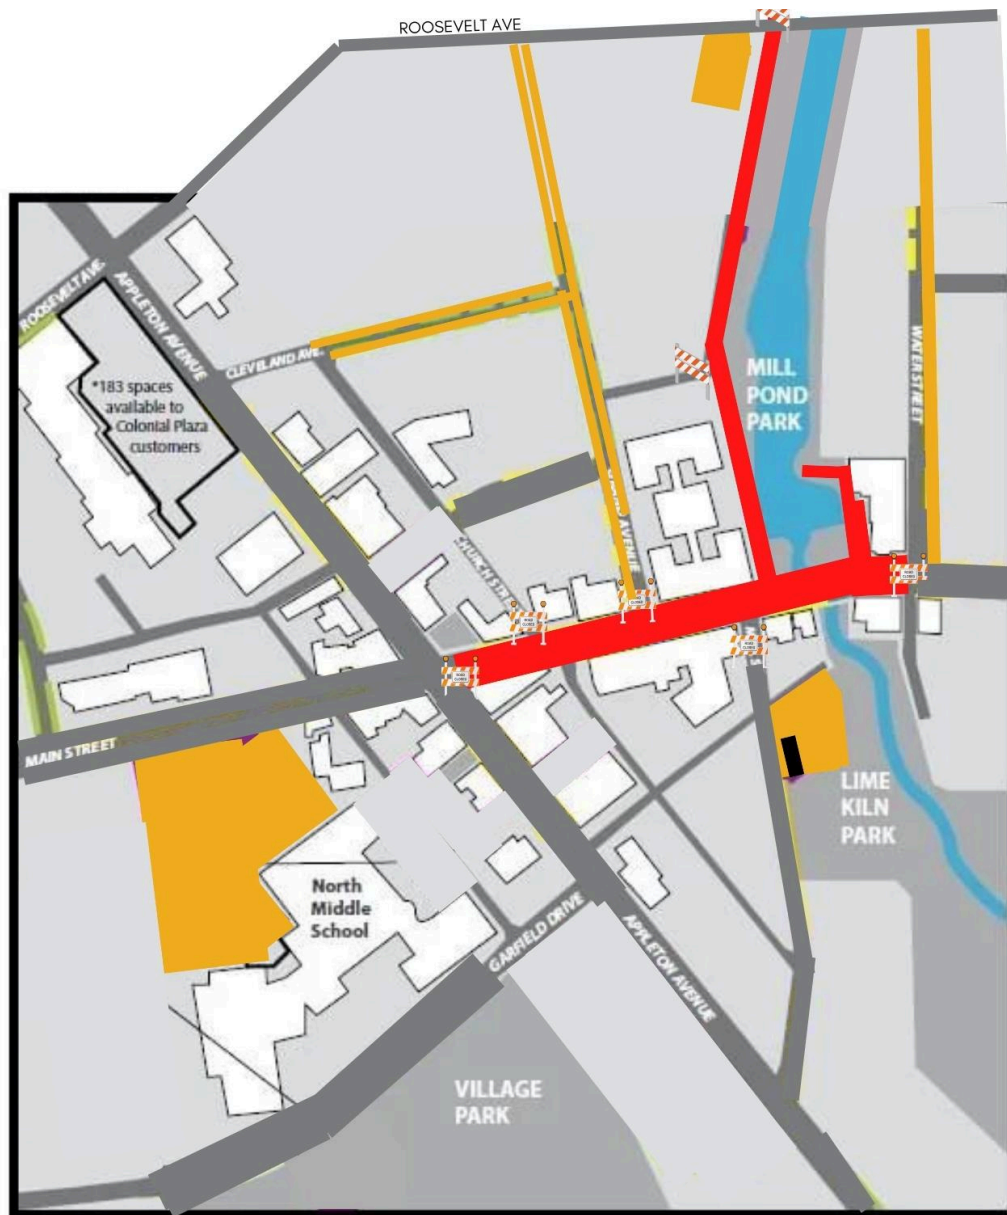 ROOSEVELT AVE
ROOSEVELT AVE.
APPLETON AVENUE
CLEVELAND AVE.
*183 spaces
available to
Colonial Plaza
customers
MILL
POND
PARK
WATER STREET
AVENUE
CHURCH STRE
MAIN STREET
LIME
KILN
PARK
North
Middle
School
GARFIELD DRIVE
APPLETON AVENUE
VILLAGE
PARK